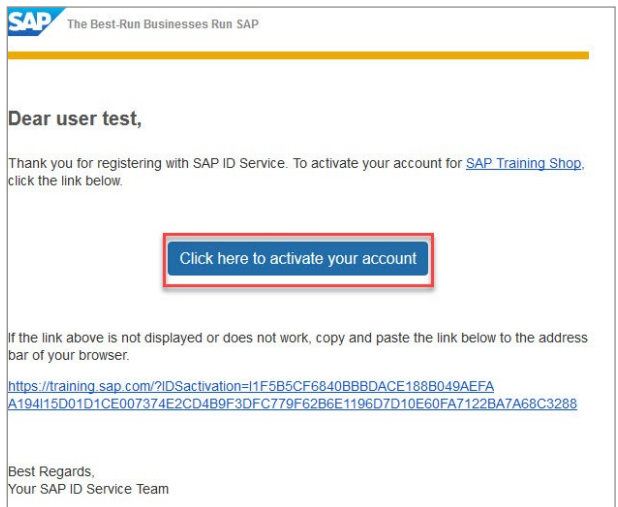 SAP The Best-Run Businesses Run SAP
Dear user test,
Thank you for registering with SAP ID Service. To activate your account for SAP Training Shop,
click the link below.
Click here to activate your account
If the link above is not displayed or does not work, copy and paste the link below to the address
bar of your browser.
https://training.sap.com/?IDSactivation=I1F5B5CF6840BBBDACE188B049AEFA
A194I15D01D1CE007374E2CD4B9F3DFC779F62B6E1196D7D10E60FA7122BA7A68C3288
Best Regards,
Your SAP ID Service Team